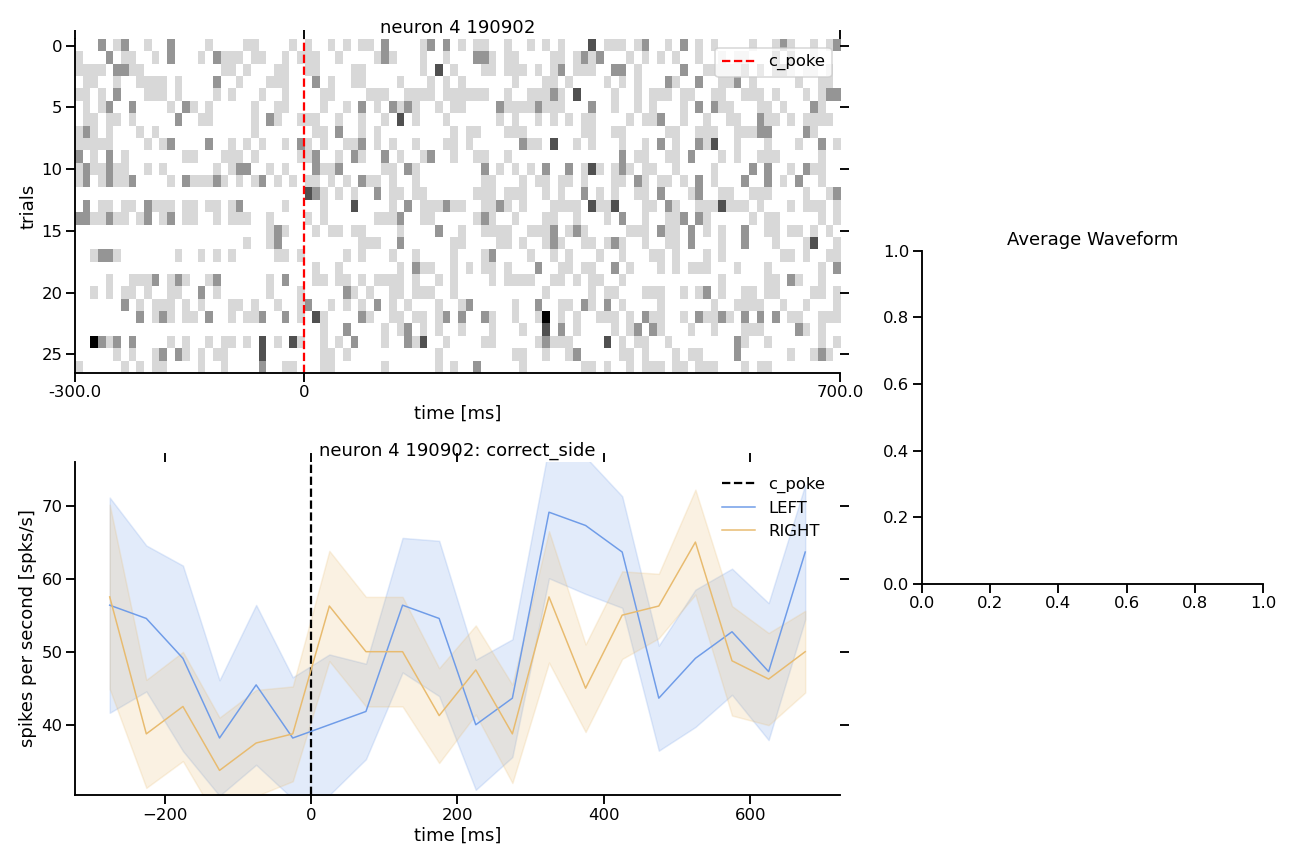 neuron 4 190902
0
5
10
15
20
25
trials
c_poke
-300.0
0
700.0
time [ms]
neuron 4 190902: correct_side
70
60
50
40
spikes per second [spks/s]
c_poke
LEFT
RIGHT
−200
0
200
400
600
time [ms]
Average Waveform
1.0
0.8
0.6
0.4
0.2
0.0
0.0
0.2
0.4
0.6
0.8
1.0